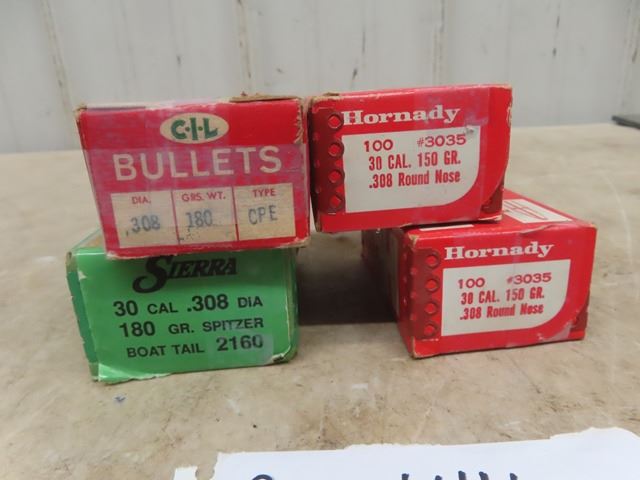 C-I-L
BULLETS
DIA. GRS. WT. TYPE
.308 180 CPE
Hornady
100 #3035
30 CAL. 150 GR.
.308 Round Nose
SIERRA
30 CAL .308 DIA
180 GR. SPITZER
BOAT TAIL 2160
Hornady
100 #3035
30 CAL. 150 GR.
.308 Round Nose